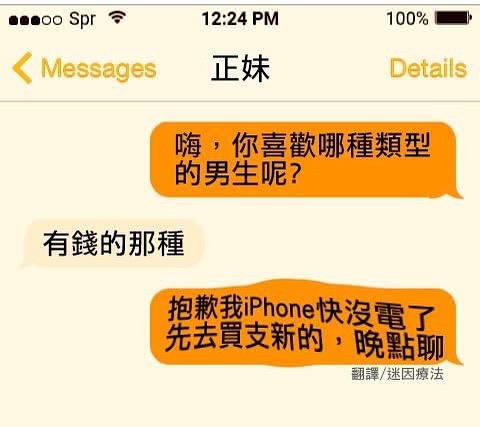 Spr 12:24 PM 100%
Messages 正妹 Details
嗨，你喜歡哪種類型
的男生呢?
有錢的那種
抱歉我iPhone快沒電了
先去買支新的，晚點聊
翻譯/迷因療法